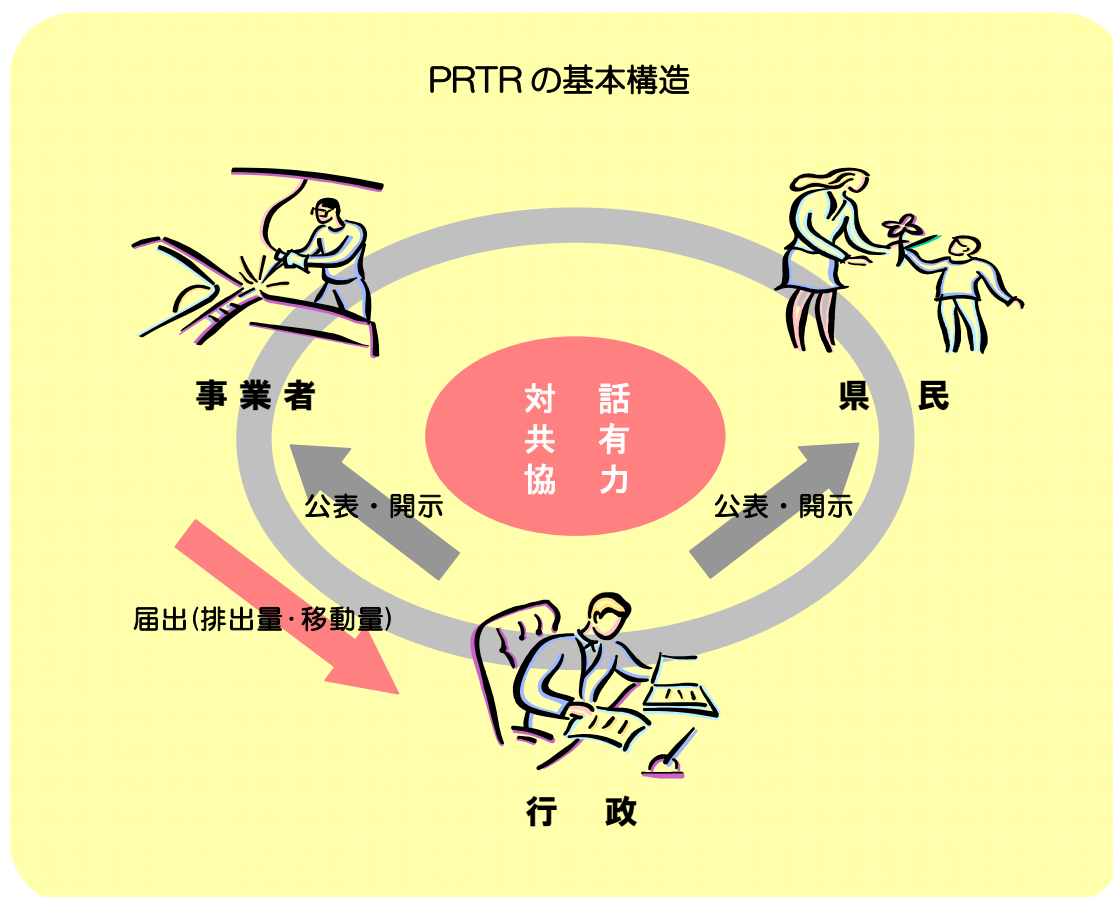 PRTRの基本構造
事業者
県 民
対 話
共 有
協 力
公表・開示
公表・開示
届出(排出量・移動量)
行 政